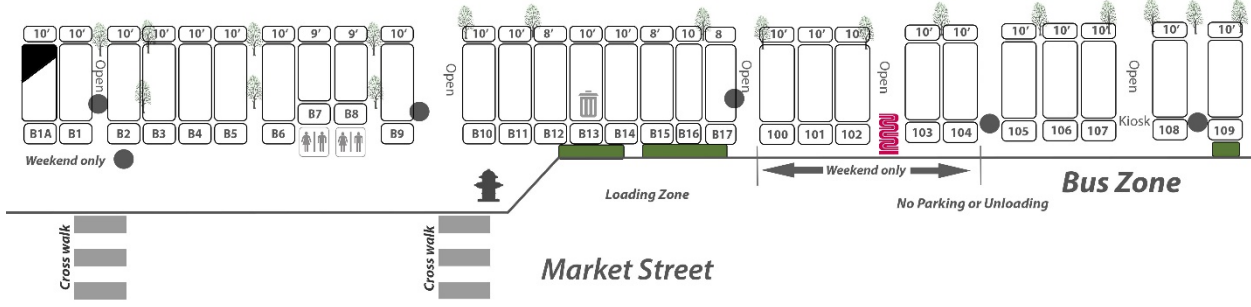 10' 10' 10' 10' 10' 10' 9' 9' 10' 10' 10' 8' 10' 10' 8' 10 8 10' 10' 10' 10' 10' 10' 10' 10' 10' 10'
Open Open Open Open Open
B7 B8
B1A B1 B2 B3 B4 B5 B6 B9 B10 B11 B12 B13 B14 B15 B16 B17 100 101 102 103 104 105 106 107 Kiosk 108 109
Weekend only
Weekend only
Loading Zone
Bus Zone
No Parking or Unloading
Cross walk
Cross walk
Market Street